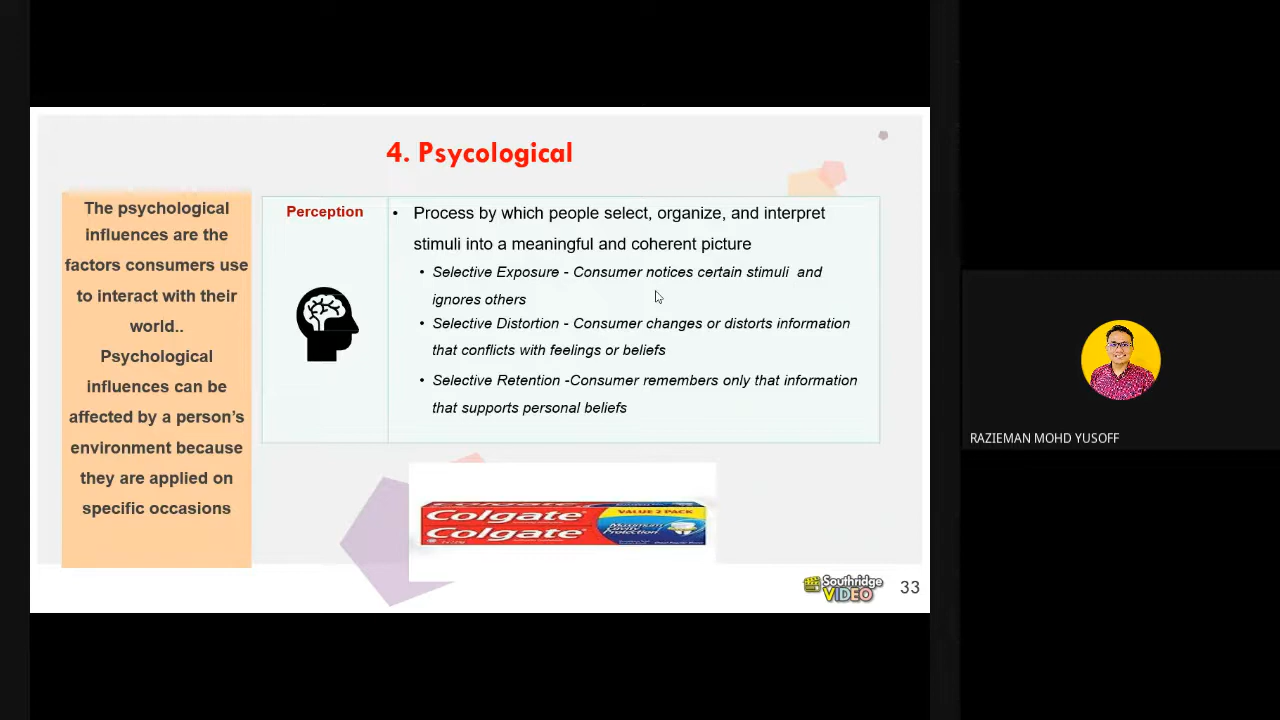 4. Psycological
The psychological
influences are the
factors consumers use
to interact with their
world..
Psychological
influences can be
affected by a person's
environment because
they are applied on
specific occasions
Perception
• Process by which people select, organize, and interpret
stimuli into a meaningful and coherent picture
• Selective Exposure - Consumer notices certain stimuli and
ignores others
• Selective Distortion - Consumer changes or distorts information
that conflicts with feelings or beliefs
• Selective Retention -Consumer remembers only that information
that supports personal beliefs
Colgate
VALUE 2 PACK
Colgate
Maximum
Cavity
Protection
Southridge
VIDEO
33
RAZIEMAN MOHD YUSOFF